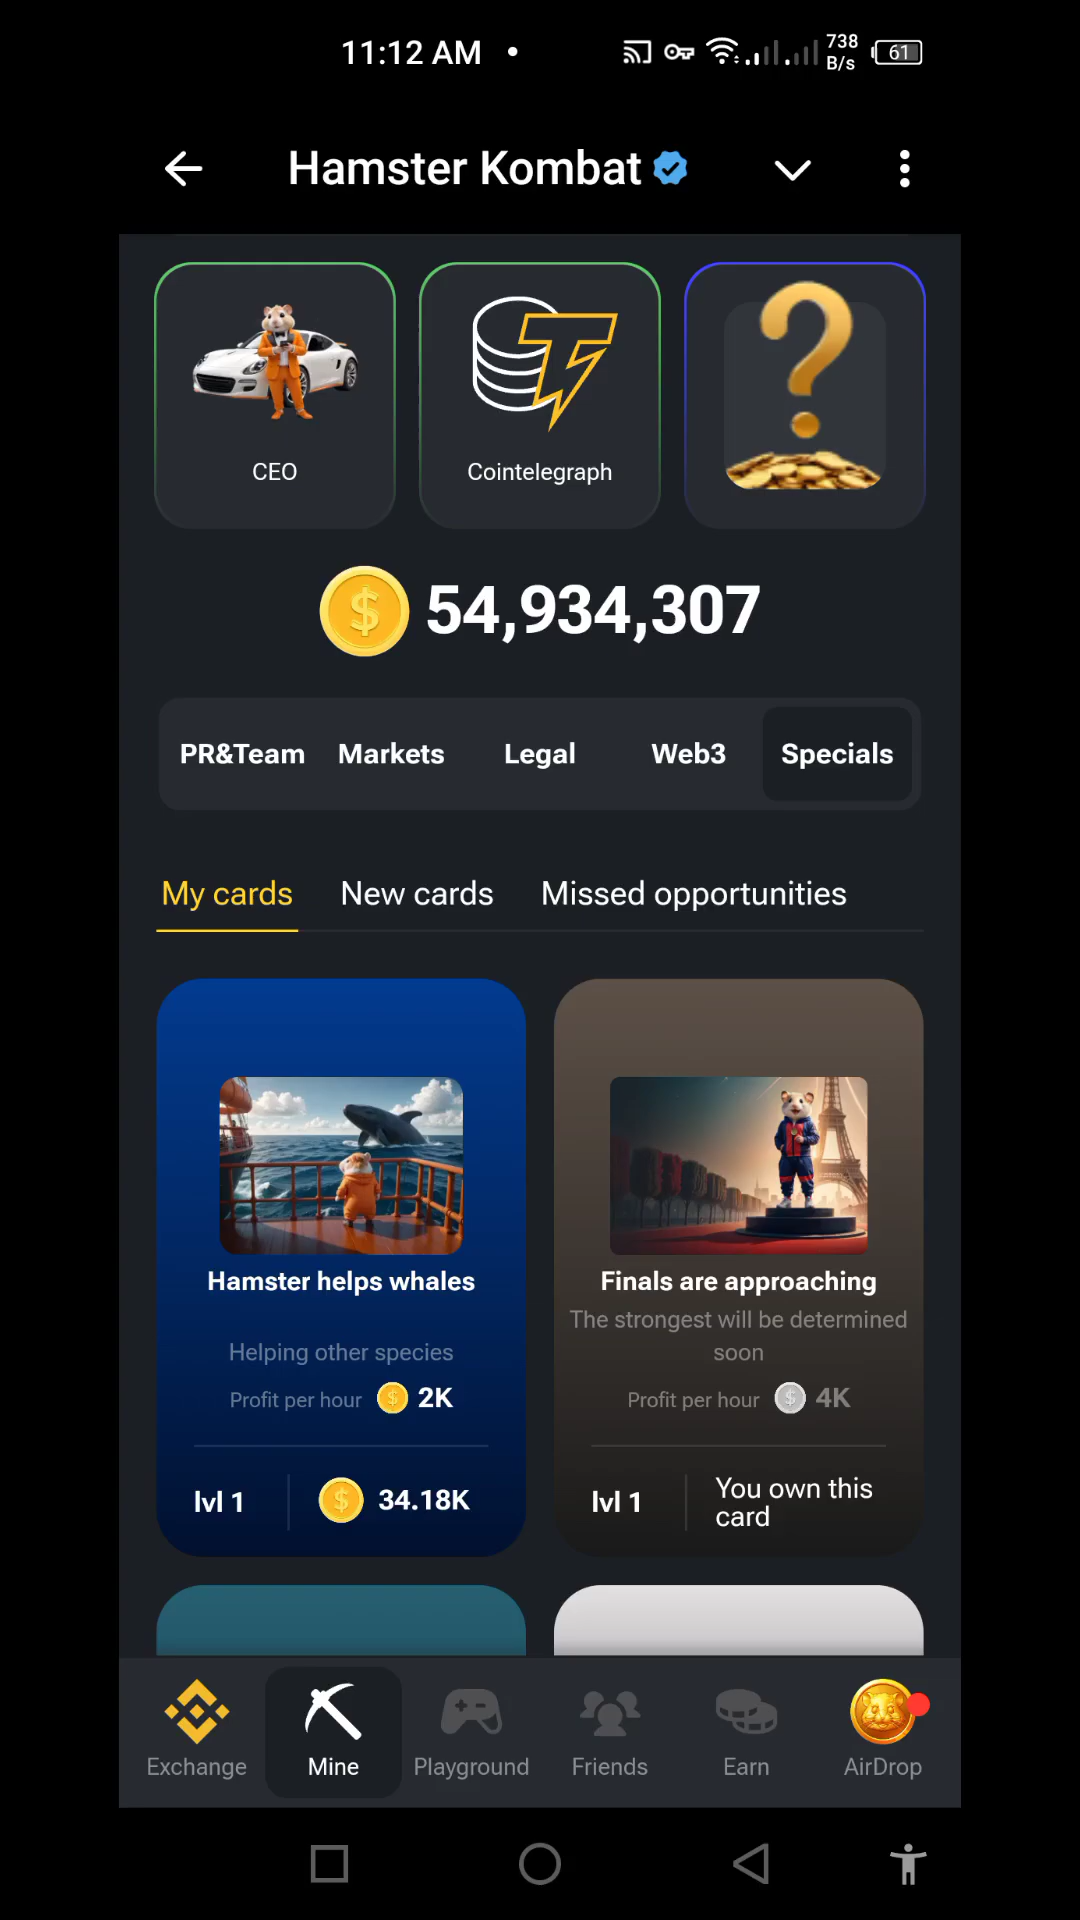 11:12 AM
738
B/s
61
Hamster Kombat
CEO
Cointelegraph
54,934,307
PR&Team
Markets
Legal
Web3
Specials
My cards
New cards
Missed opportunities
Hamster helps whales
Helping other species
Profit per hour 2K
lvl 1
34.18K
Finals are approaching
The strongest will be determined
soon
Profit per hour 4K
lvl 1
You own this
card
Exchange
Mine
Playground
Friends
Earn
AirDrop